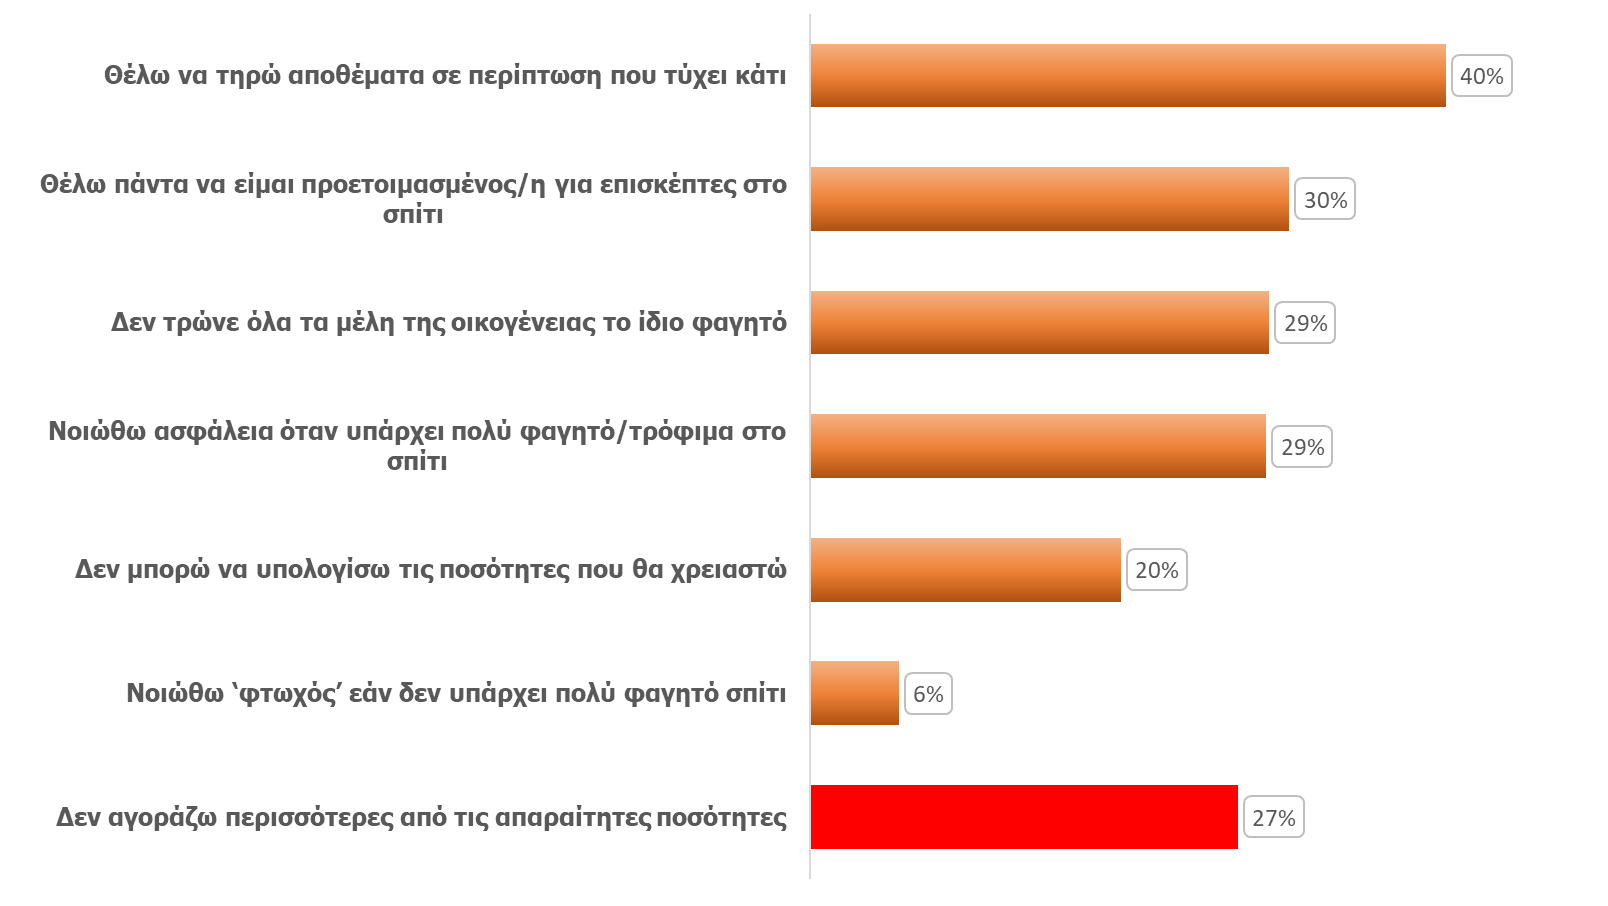 Θέλω να τηρώ αποθέματα σε περίπτωση που τύχει κάτι
40%
Θέλω πάντα να είμαι προετοιμασμένος/η για επισκέπτες στο
σπίτι
30%
Δεν τρώνε όλα τα μέλη της οικογένειας το ίδιο φαγητό
29%
Νοιώθω ασφάλεια όταν υπάρχει πολύ φαγητό/τρόφιμα στο
σπίτι
29%
Δεν μπορώ να υπολογίσω τις ποσότητες που θα χρειαστώ
20%
Νοιώθω ‘φτωχός’ εάν δεν υπάρχει πολύ φαγητό σπίτι
6%
Δεν αγοράζω περισσότερες από τις απαραίτητες ποσότητες
27%